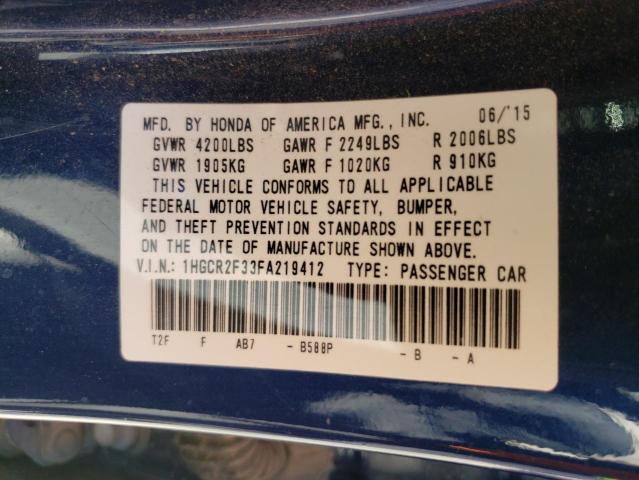 MFD. BY HONDA OF AMERICA MFG., INC. 06/'15
GVWR 4200LBS GAWR F 2249LBS R 2006LBS
GVWR 1905KG GAWR F 1020KG R 910KG
THIS VEHICLE CONFORMS TO ALL APPLICABLE
FEDERAL MOTOR VEHICLE SAFETY, BUMPER,
AND THEFT PREVENTION STANDARDS IN EFFECT
ON THE DATE OF MANUFACTURE SHOWN ABOVE.
V.I.N.: 1HGCR2F33FA219412 TYPE: PASSENGER CAR
T2F F AB7 - B588P - B - A